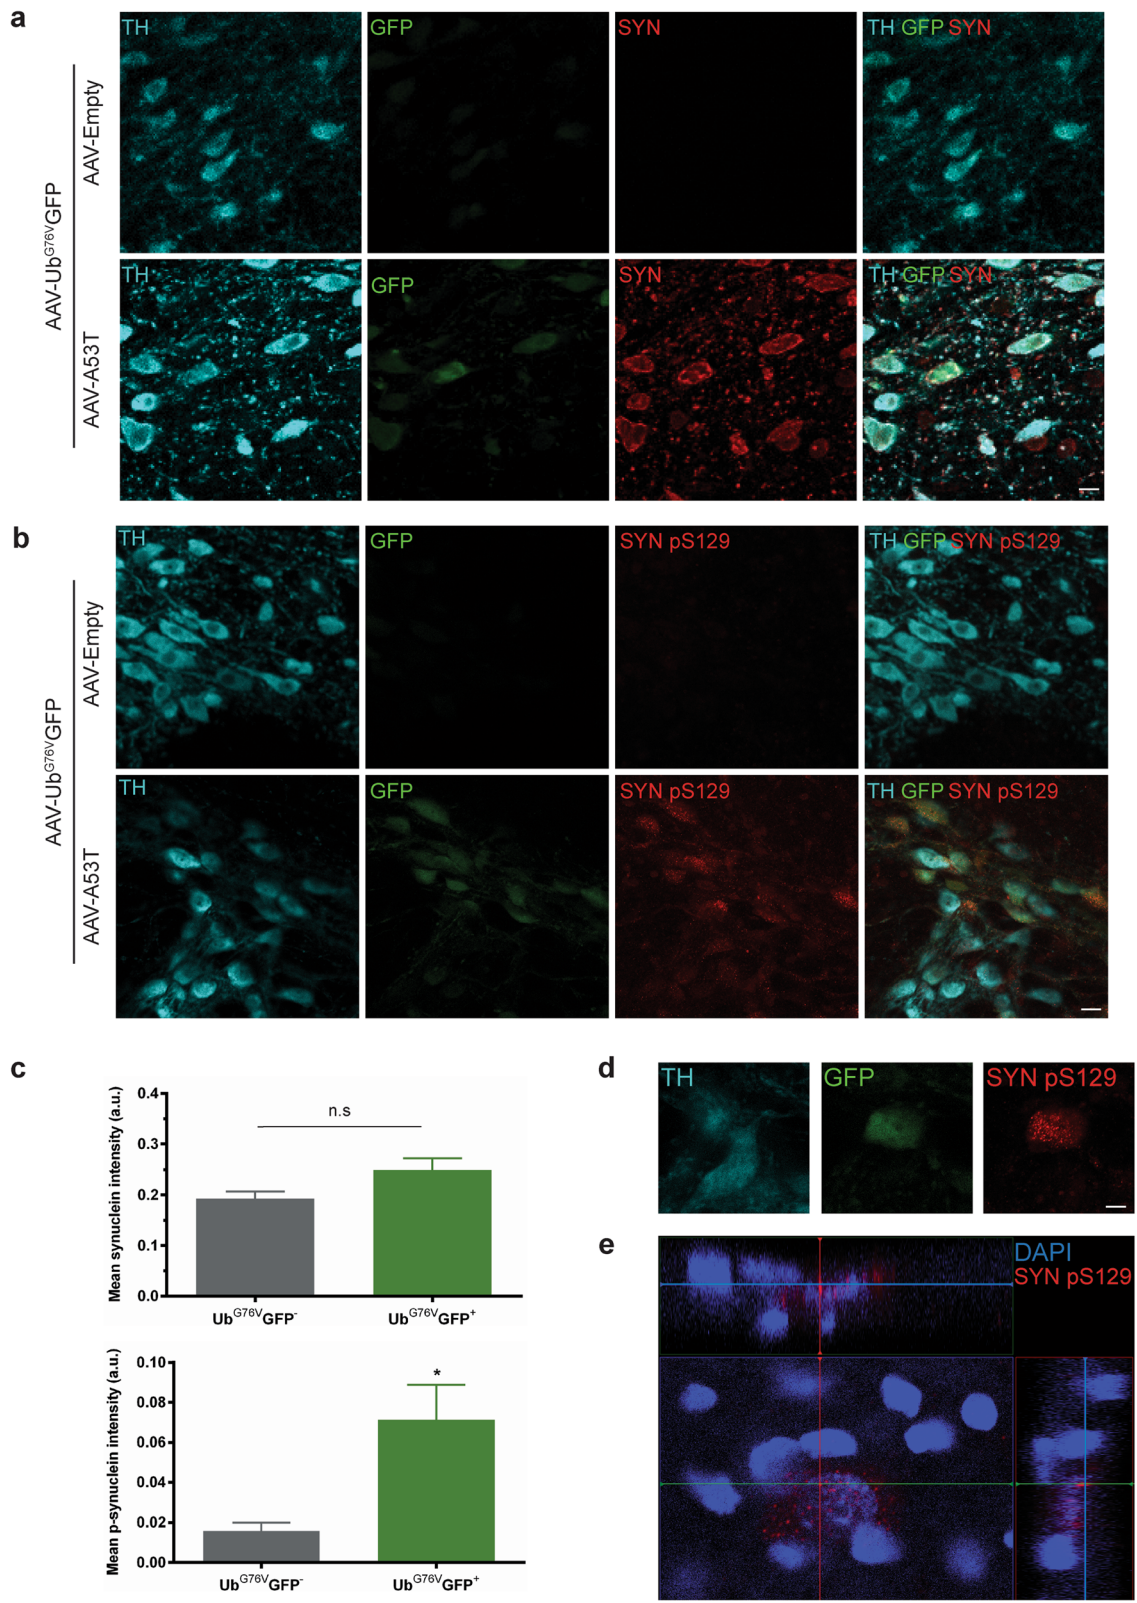 a
AAV-Ub^G76V GFP
AAV-Empty
TH
GFP
SYN
TH GFP SYN
AAV-A53T
TH
GFP
SYN
TH GFP SYN
b
AAV-Ub^G76V GFP
AAV-Empty
TH
GFP
SYN pS129
TH GFP SYN pS129
AAV-A53T
TH
GFP
SYN pS129
TH GFP SYN pS129
c
Mean synuclein intensity (a.u.)
0.4
0.3
0.2
0.1
0.0
n.s
Ub^G76V GFP^-
Ub^G76V GFP^+
Mean p-synuclein intensity (a.u.)
0.10
0.08
0.06
0.04
0.02
0.00
*
Ub^G76V GFP^-
Ub^G76V GFP^+
d
TH
GFP
SYN pS129
e
DAPI
SYN pS129